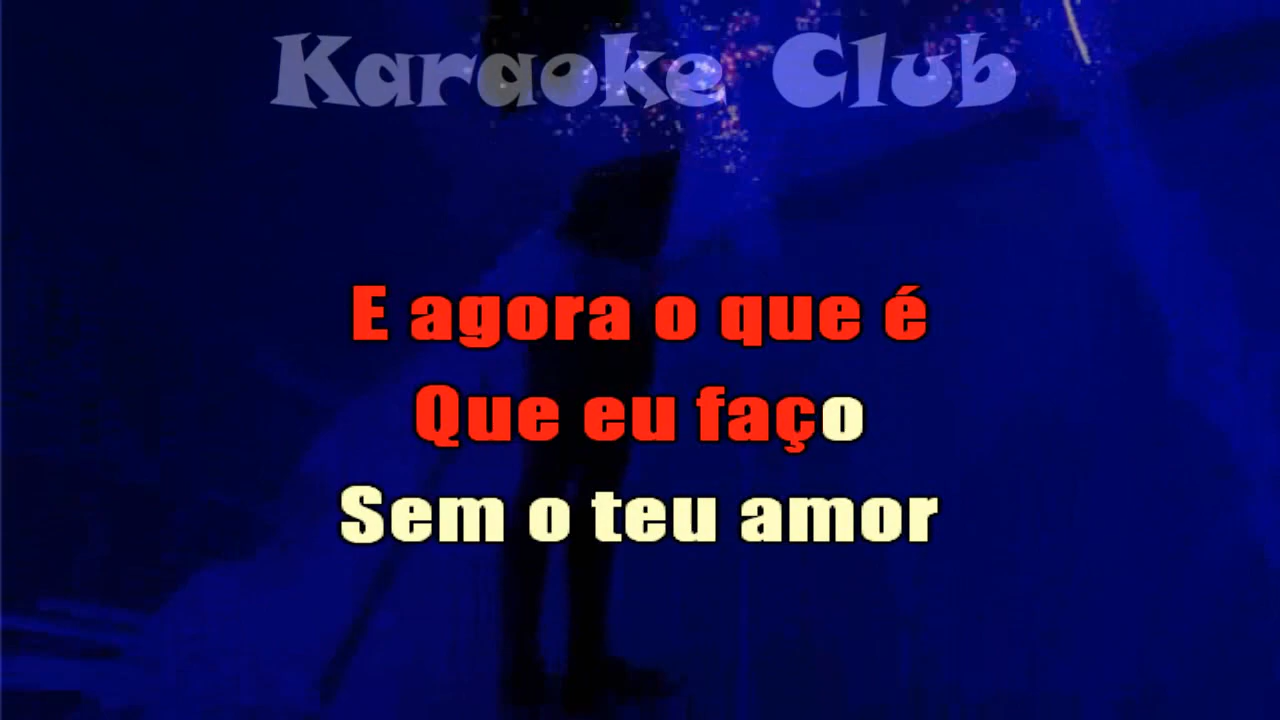 Karaoke Club
E agora o que é
Que eu faço
Sem o teu amor